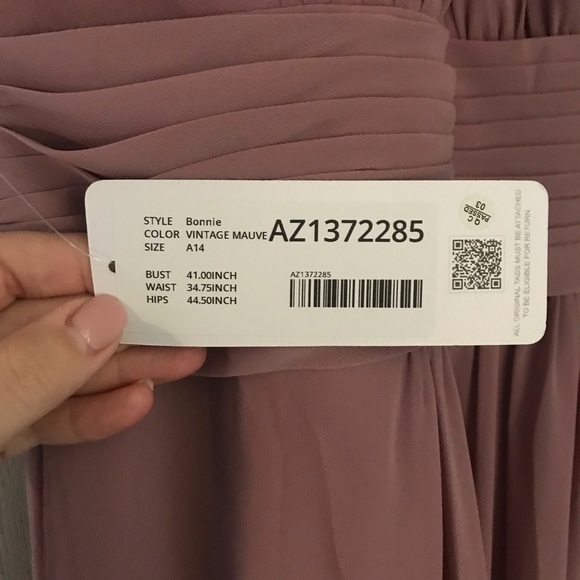 STYLE Bonnie
COLOR VINTAGE MAUVE
SIZE A14
AZ1372285
BUST 41.00INCH
WAIST 34.75INCH
HIPS 44.50INCH
AZ1372285
Q.C
PASSED
03
ALL ORIGINAL TAGS MUST BE ATTACHED
TO BE ELIGIBLE FOR RETURN